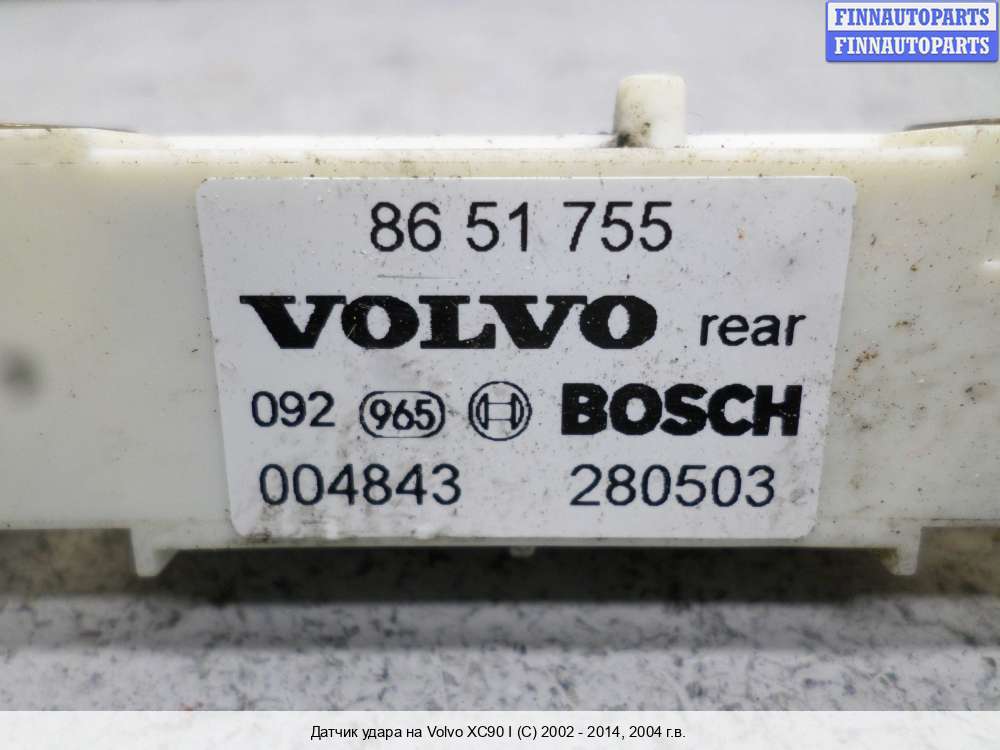 FINNAUTOPARTS
FINNAUTOPARTS
86 51 755
VOLVO rear
092 965 BOSCH
004843 280503
Датчик удара на Volvo XC90 I (C) 2002 - 2014, 2004 г.в.